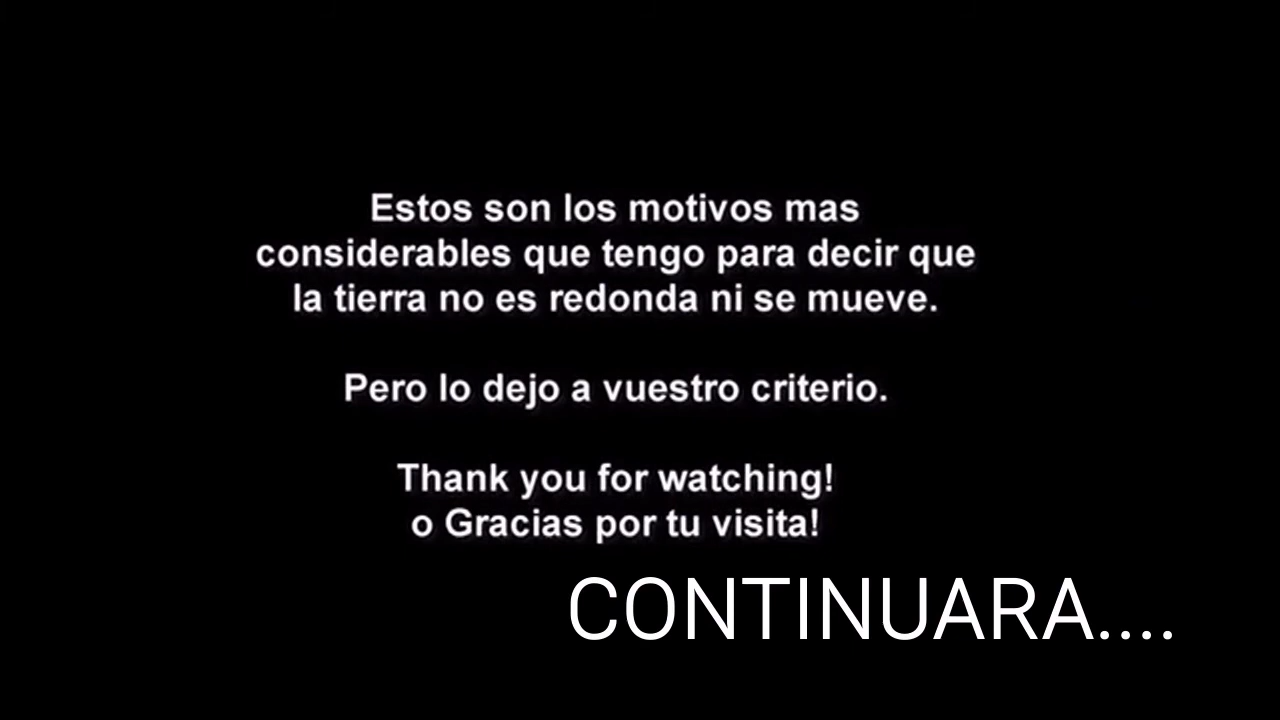 Estos son los motivos mas
considerables que tengo para decir que
la tierra no es redonda ni se mueve.
Pero lo dejo a vuestro criterio.
Thank you for watching!
o Gracias por tu visita!
CONTINUARA....